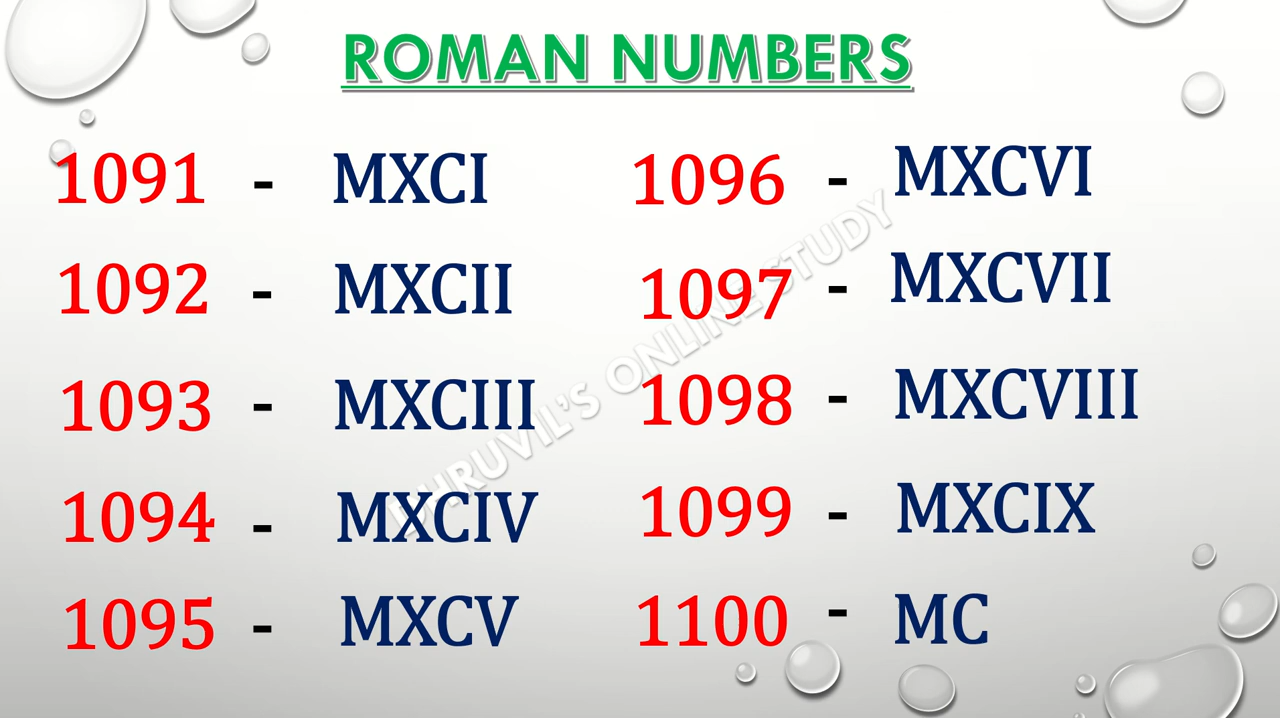 ROMAN NUMBERS
1091 - MXCI
1092 - MXCII
1093 - MXCIII
1094 - MXCIV
1095 - MXCV
1096 - MXCVI
1097 - MXCVII
1098 - MXCVIII
1099 - MXCIX
1100 - MC
DHRUVIL'S ONLINE STUDY